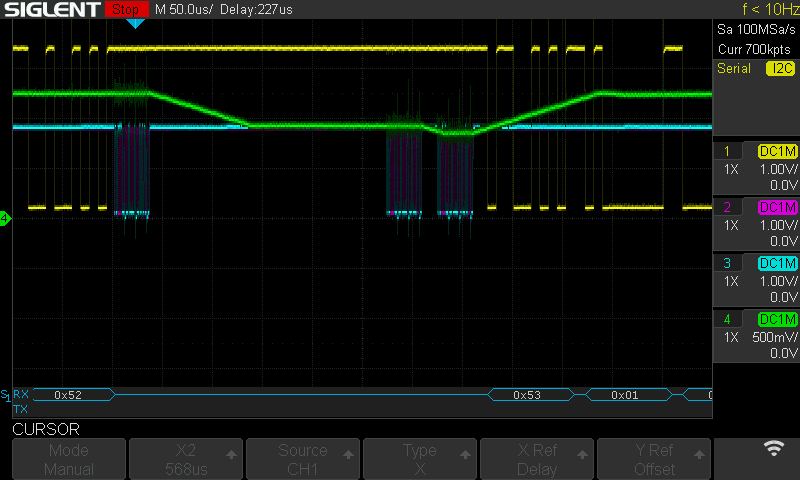 SIGLENT Stop M 50.0us/ Delay:227us f < 10Hz
Sa 100MSa/s
Curr 700kpts
Serial I2C
1 DC1M
1X 1.00V/
0.0V
2 DC1M
1X 1.00V/
0.0V
3 DC1M
1X 1.00V/
0.0V
4 DC1M
1X 500mV/
0.0V
4
S1 RX 0x52 0x53 0x01 0
TX
CURSOR
Mode X2 Source Type X Ref Y Ref
Manual 568us CH1 X Delay Offset